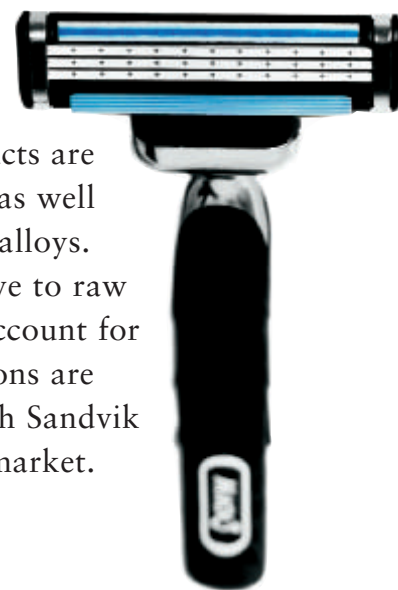 cts are
as well
alloys.
ve to raw
ccount for
ons are
h Sandvik
market.